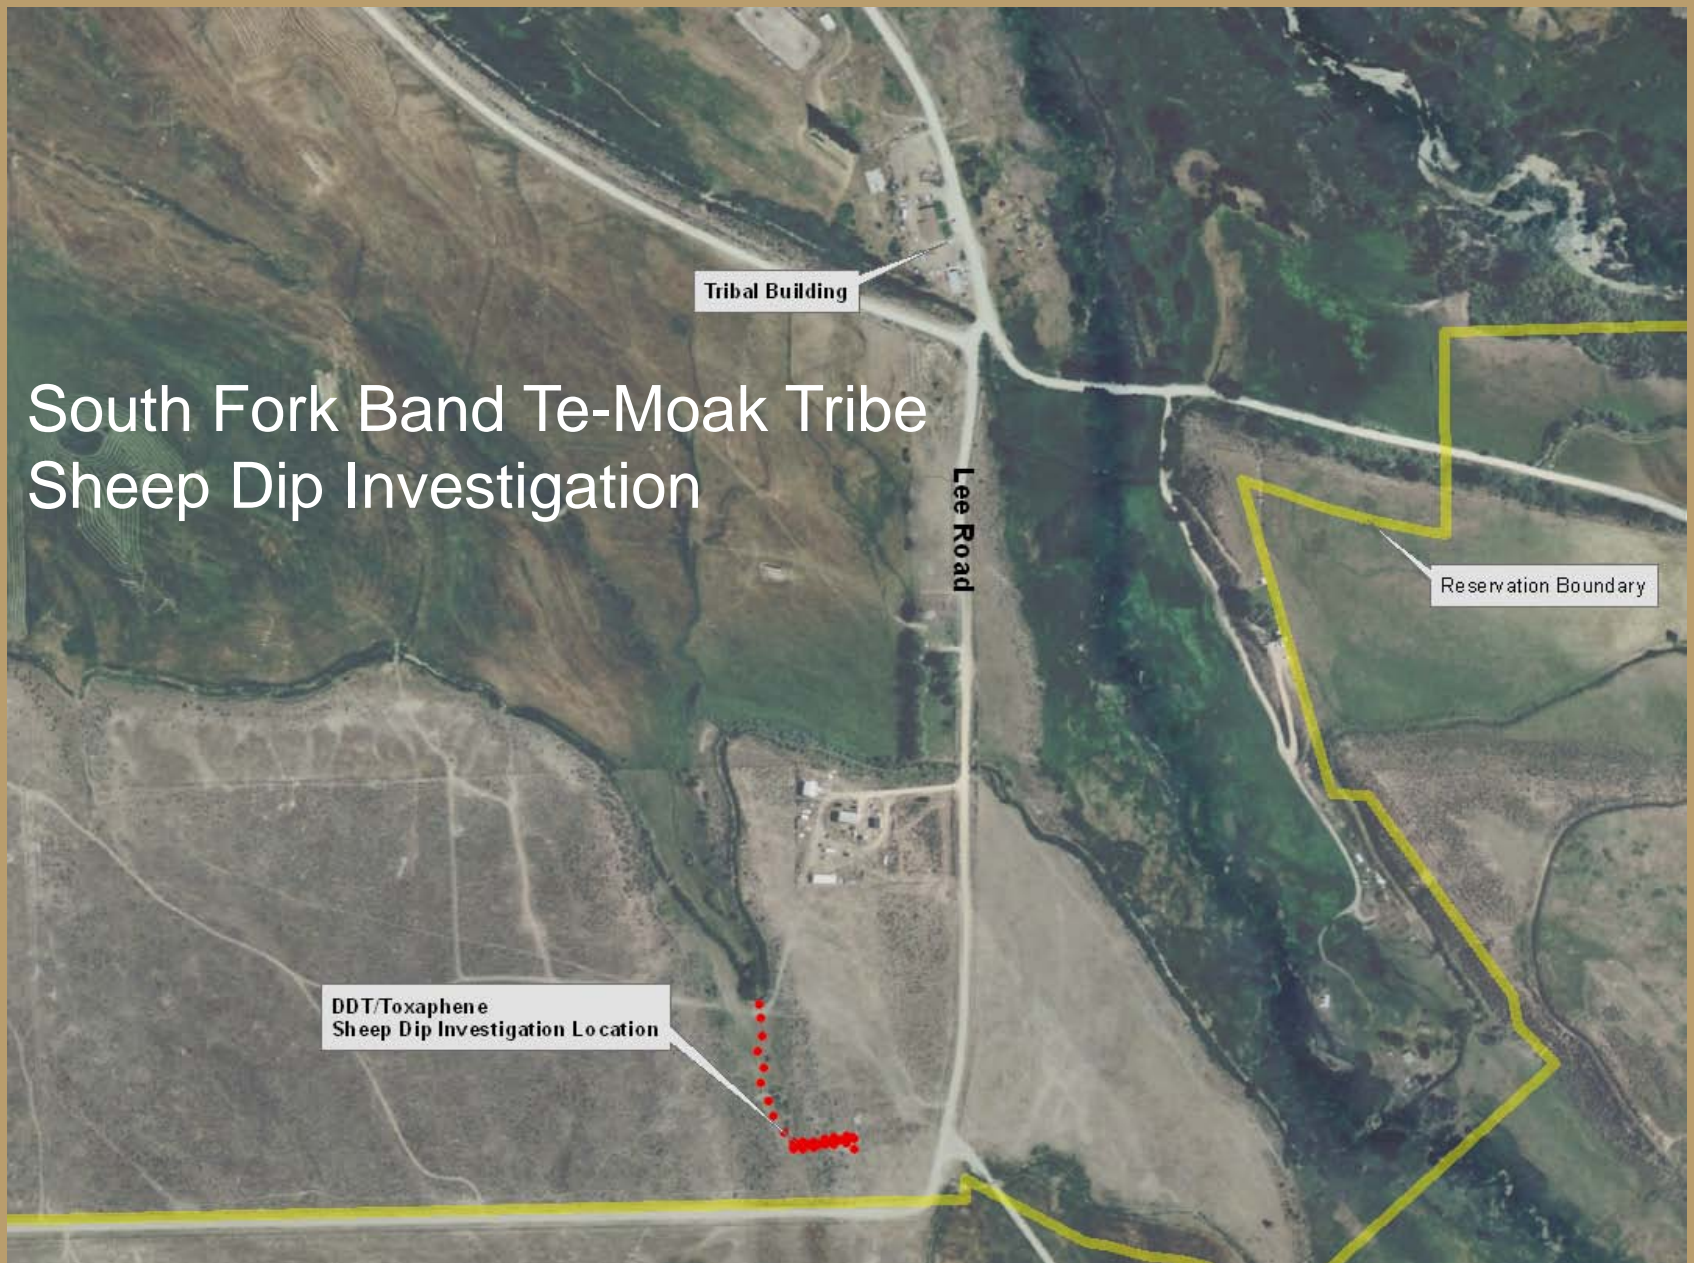 South Fork Band Te-Moak Tribe
Sheep Dip Investigation
Tribal Building
Lee Road
Reservation Boundary
DDT/Toxaphene
Sheep Dip Investigation Location